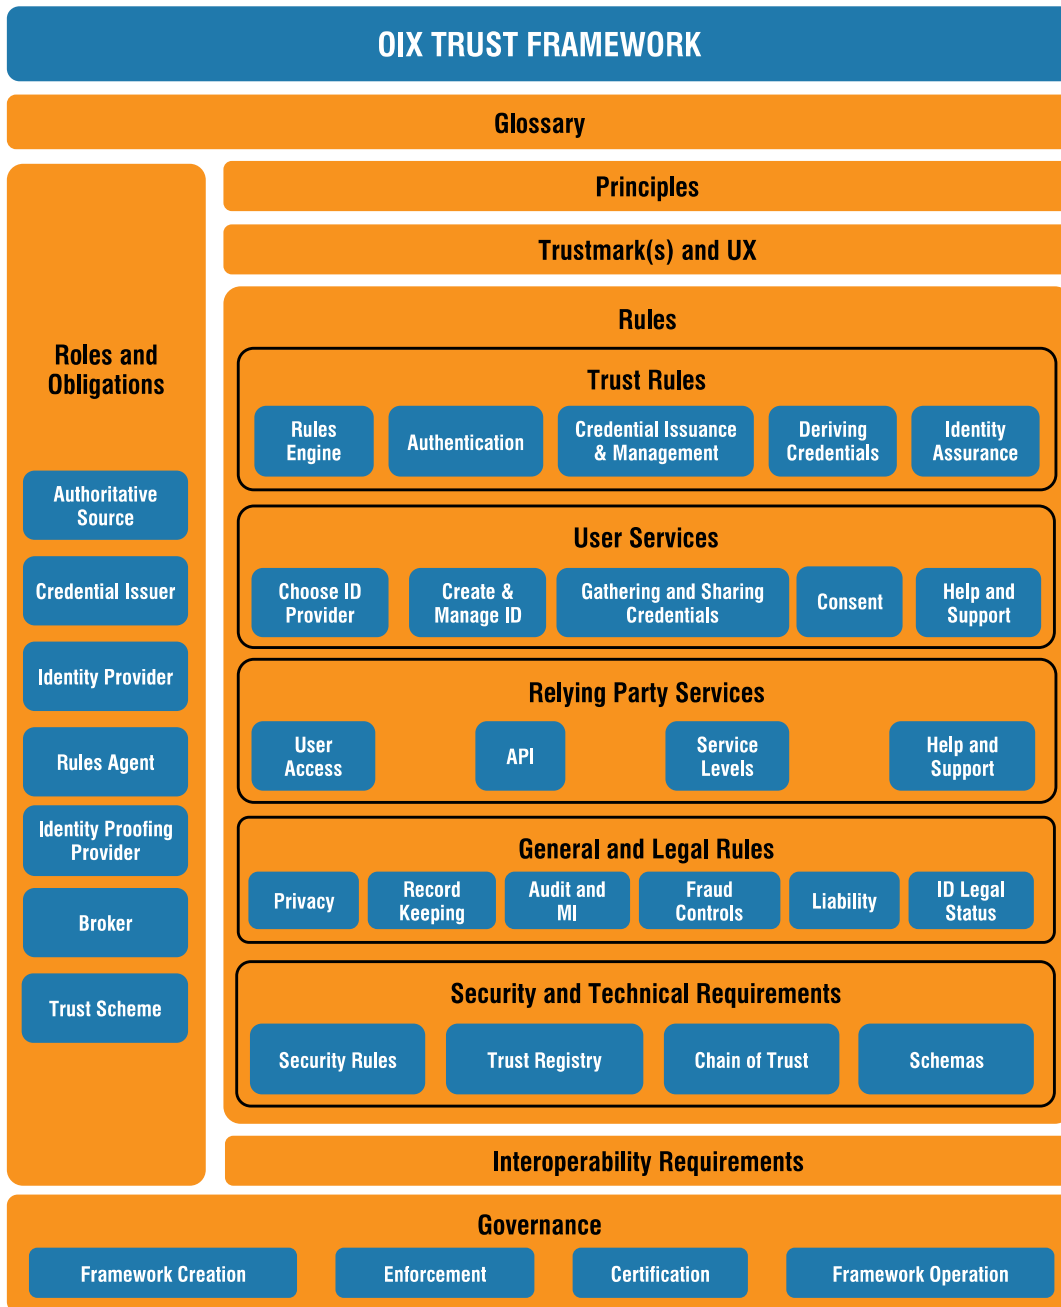 OIX TRUST FRAMEWORK
Glossary
Roles and
Obligations
Authoritative
Source
Credential Issuer
Identity Provider
Rules Agent
Identity Proofing
Provider
Broker
Trust Scheme
Principles
Trustmark(s) and UX
Rules
Trust Rules
Rules
Engine
Authentication
Credential Issuance
& Management
Deriving
Credentials
Identity
Assurance
User Services
Choose ID
Provider
Create &
Manage ID
Gathering and Sharing
Credentials
Consent
Help and
Support
Relying Party Services
User
Access
API
Service
Levels
Help and
Support
General and Legal Rules
Privacy
Record
Keeping
Audit and
MI
Fraud
Controls
Liability
ID Legal
Status
Security and Technical Requirements
Security Rules
Trust Registry
Chain of Trust
Schemas
Interoperability Requirements
Governance
Framework Creation
Enforcement
Certification
Framework Operation